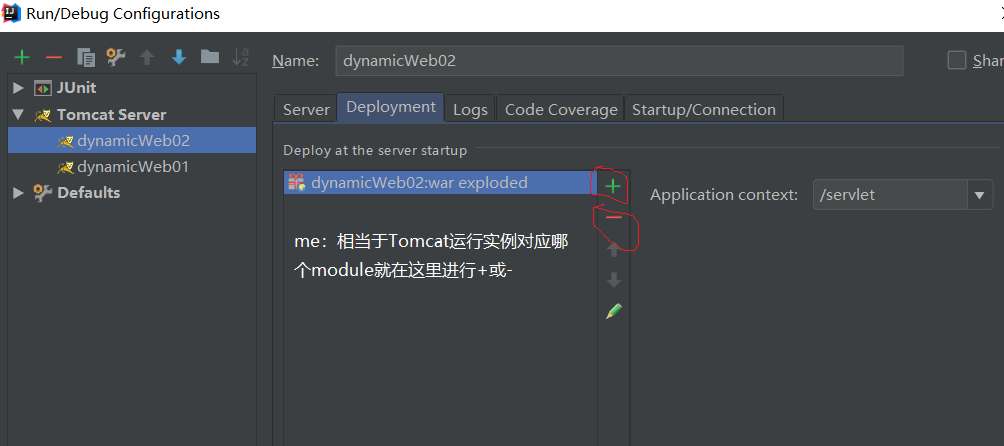 Run/Debug Configurations
Name: dynamicWeb02 Shar
JUnit
Tomcat Server
dynamicWeb02
dynamicWeb01
Defaults
Server Deployment Logs Code Coverage Startup/Connection
Deploy at the server startup
dynamicWeb02:war exploded
Application context: /servlet
me：相当于Tomcat运行实例对应哪
个module就在这里进行+或-